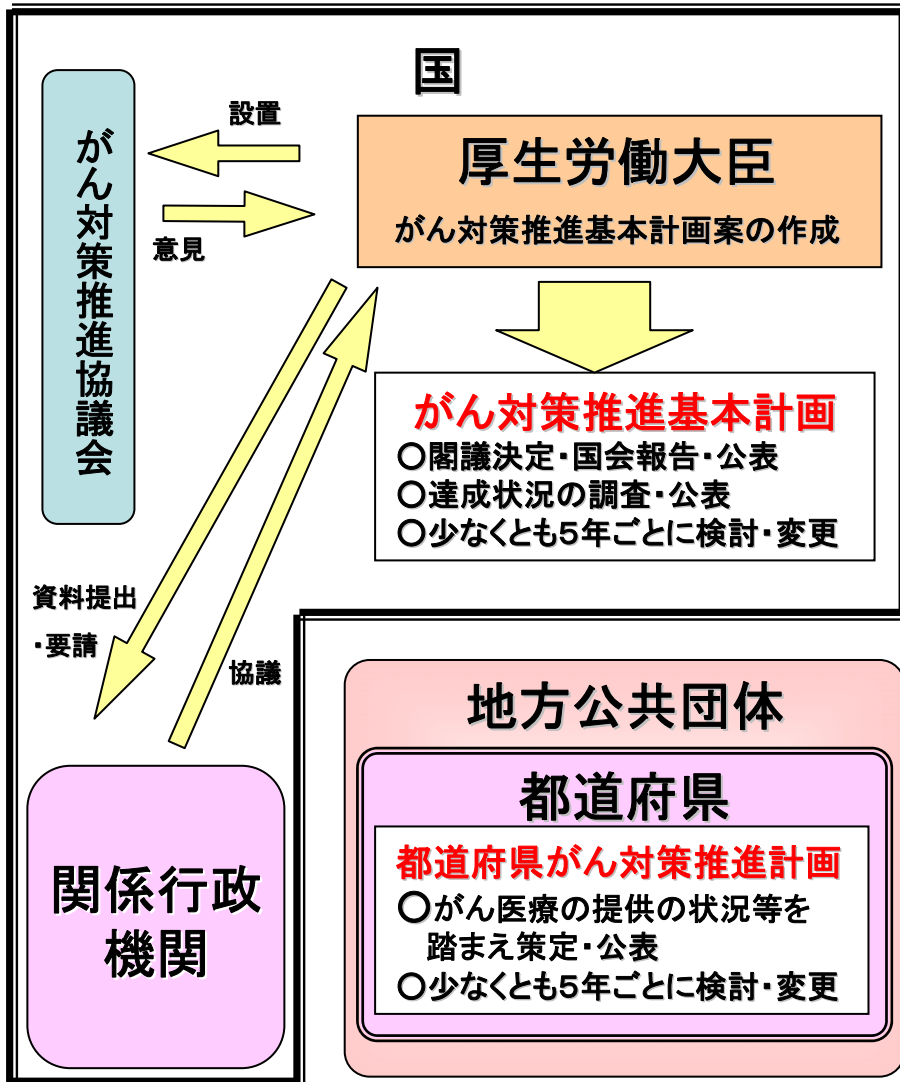 国
がん対策推進協議会
設置
意見
厚生労働大臣
がん対策推進基本計画案の作成
がん対策推進基本計画
○閣議決定・国会報告・公表
○達成状況の調査・公表
○少なくとも5年ごとに検討・変更
資料提出
・要請
協議
関係行政
機関
地方公共団体
都道府県
都道府県がん対策推進計画
○がん医療の提供の状況等を
踏まえ策定・公表
○少なくとも5年ごとに検討・変更